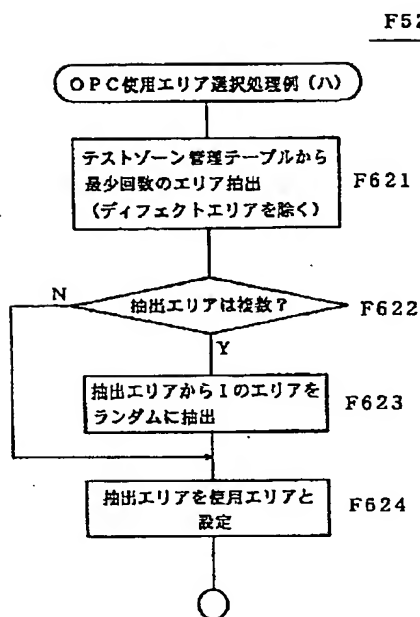 F52
OPC使用エリア選択処理例（ハ）
テストゾーン管理テーブルから
最少回数のエリア抽出
（ディフェクトエリアを除く）
F621
N
抽出エリアは複数？
F622
Y
抽出エリアからIのエリアを
ランダムに抽出
F623
抽出エリアを使用エリアと
設定
F624